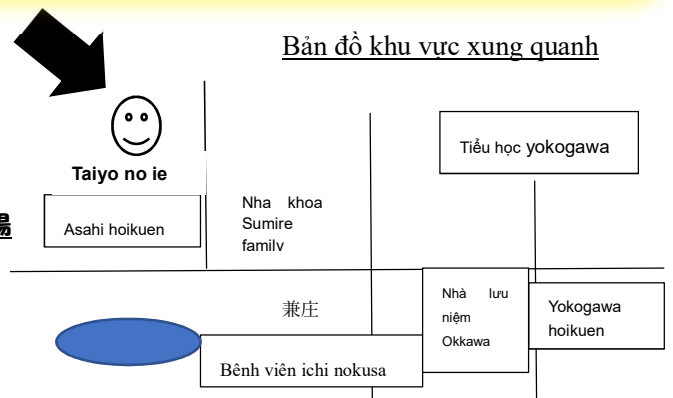 Bản đồ khu vực xung quanh
Taiyo no ie
Tiểu học yokogawa
Asahi hoikuen
Nha khoa
Sumire
family
兼庄
Nhà lưu
niệm
Okkawa
Yokogawa
hoikuen
Bênh viên ichi nokusa